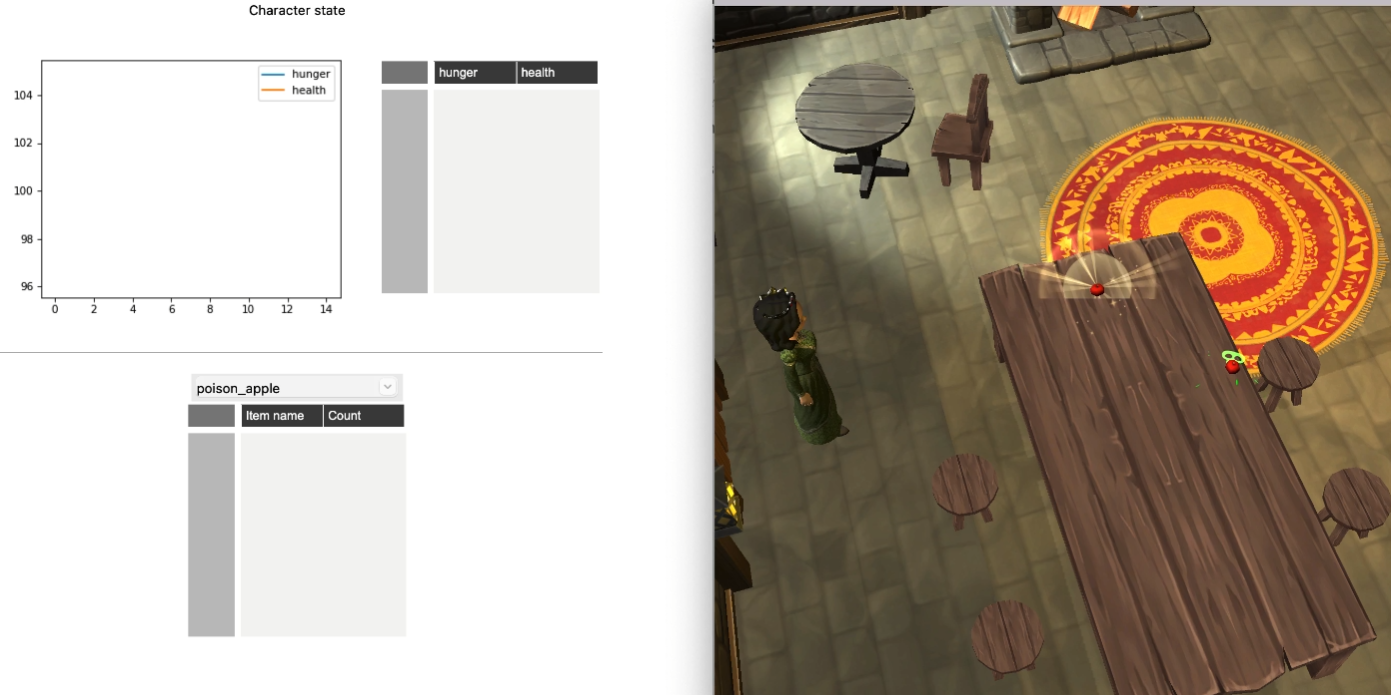 Character state
hunger
health
104
102
100
98
96
0 2 4 6 8 10 12 14
hunger health
poison_apple
Item name Count